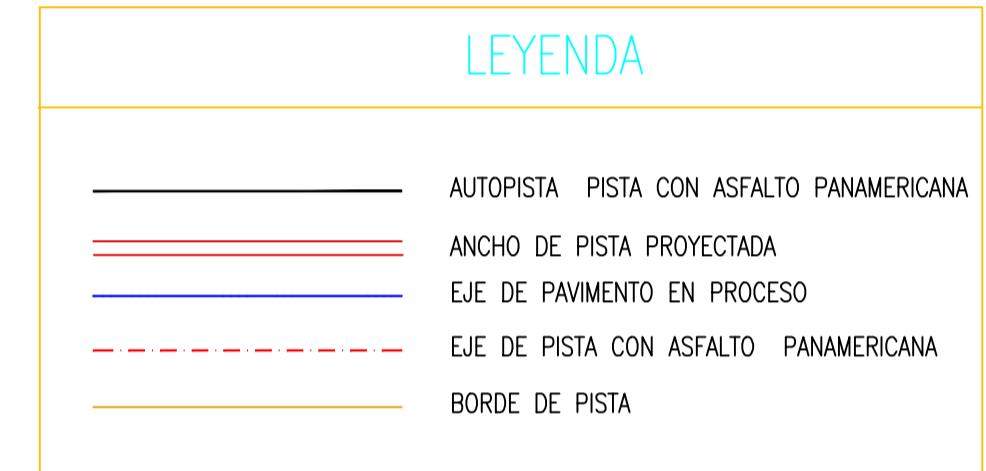 LEYENDA
AUTOPISTA PISTA CON ASFALTO PANAMERICANA
ANCHO DE PISTA PROYECTADA
EJE DE PAVIMENTO EN PROCESO
EJE DE PISTA CON ASFALTO PANAMERICANA
BORDE DE PISTA